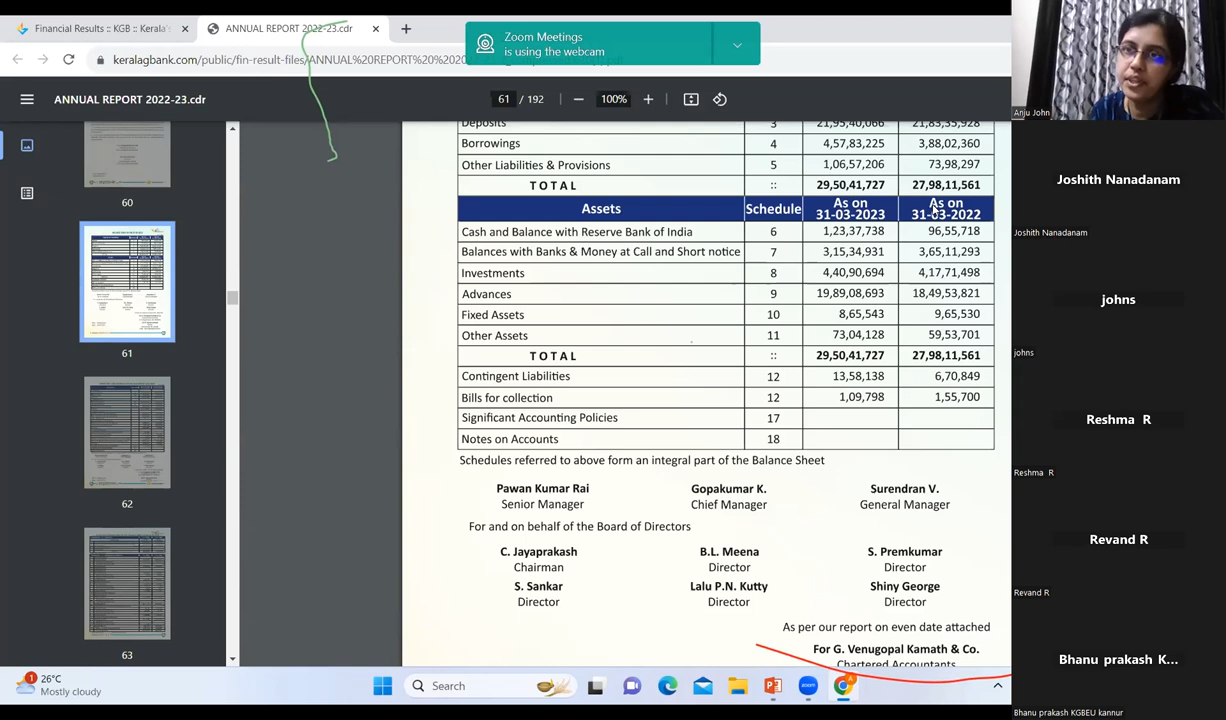 Financial Results :: KGB :: Kerala's
ANNUAL REPORT 2022-23.cdr
Zoom Meetings
is using the webcam
keralagbank.com/public/fin-result-files/ANNUAL%20REPORT%20
ANNUAL REPORT 2022-23.cdr
61 / 192
100%
Anju John
Deposits 3 21,95,40,066 21,83,35,928
Borrowings 4 4,57,83,225 3,88,02,360
Other Liabilities & Provisions 5 1,06,57,206 73,98,297
TOTAL :: 29,50,41,727 27,98,11,561
Assets Schedule As on 31-03-2023 As on 31-03-2022
Cash and Balance with Reserve Bank of India 6 1,23,37,738 96,55,718
Balances with Banks & Money at Call and Short notice 7 3,15,34,931 3,65,11,293
Investments 8 4,40,90,694 4,17,71,498
Advances 9 19,89,08,693 18,49,53,821
Fixed Assets 10 8,65,543 9,65,530
Other Assets 11 73,04,128 59,53,701
TOTAL :: 29,50,41,727 27,98,11,561
Contingent Liabilities 12 13,58,138 6,70,849
Bills for collection 12 1,09,798 1,55,700
Significant Accounting Policies 17
Notes on Accounts 18
Schedules referred to above form an integral part of the Balance Sheet
Pawan Kumar Rai Gopakumar K. Surendran V.
Senior Manager Chief Manager General Manager
For and on behalf of the Board of Directors
C. Jayaprakash B.L. Meena S. Premkumar
Chairman Director Director
S. Sankar Lalu P.N. Kutty Shiny George
Director Director Director
As per our report on even date attached
For G. Venugopal Kamath & Co.
Chartered Accountants
60
61
62
63
Joshith Nanadanam
Joshith Nanadanam
johns
johns
Reshma R
Reshma R
Revand R
Revand R
Bhanu prakash K...
Bhanu prakash KGBEU kannur
1
26°C
Mostly cloudy
Search